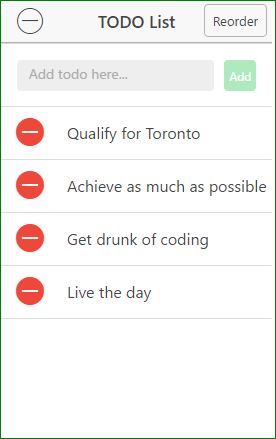 TODO List
Reorder
Add todo here...
Add
Qualify for Toronto
Achieve as much as possible
Get drunk of coding
Live the day